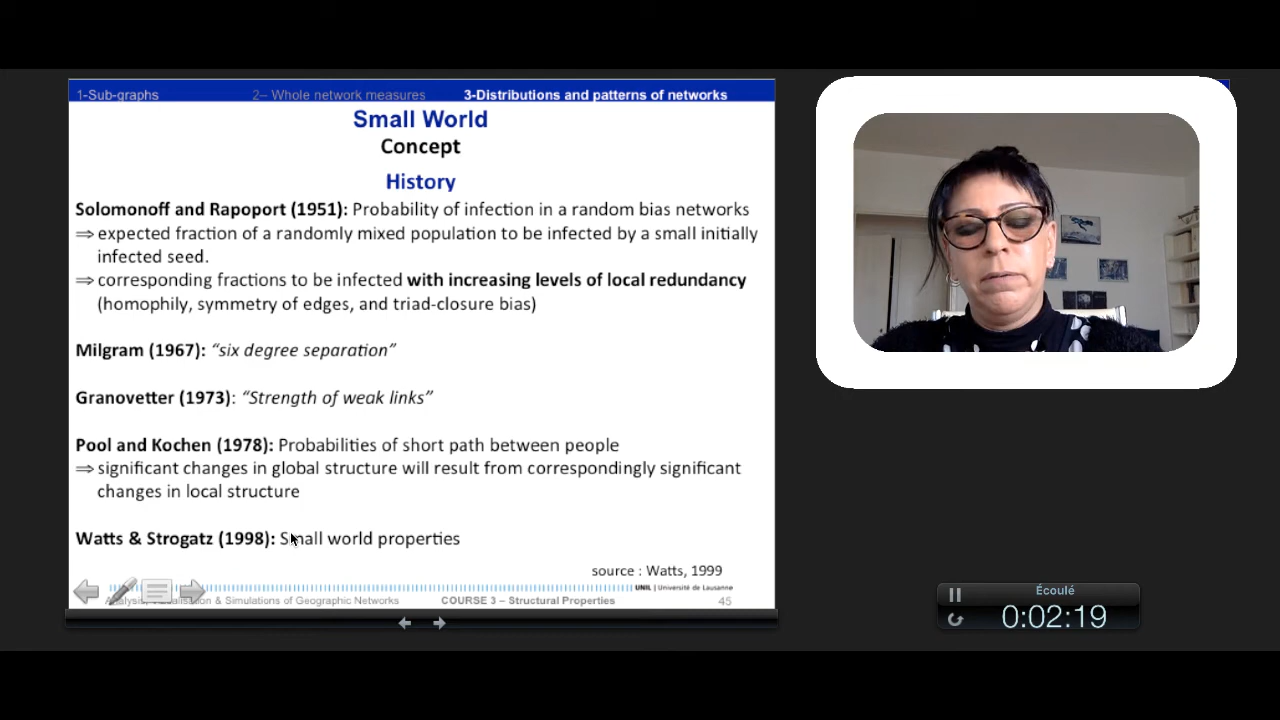 1-Sub-graphs 2– Whole network measures 3-Distributions and patterns of networks
Small World
Concept
History
Solomonoff and Rapoport (1951): Probability of infection in a random bias networks
⇒ expected fraction of a randomly mixed population to be infected by a small initially
infected seed.
⇒ corresponding fractions to be infected with increasing levels of local redundancy
(homophily, symmetry of edges, and triad-closure bias)
Milgram (1967): “six degree separation”
Granovetter (1973): “Strength of weak links”
Pool and Kochen (1978): Probabilities of short path between people
⇒ significant changes in global structure will result from correspondingly significant
changes in local structure
Watts & Strogatz (1998): Small world properties
source : Watts, 1999
UNIL | Université de Lausanne
& Simulations of Geographic Networks COURSE 3 – Structural Properties 45
Écoulé
0:02:19